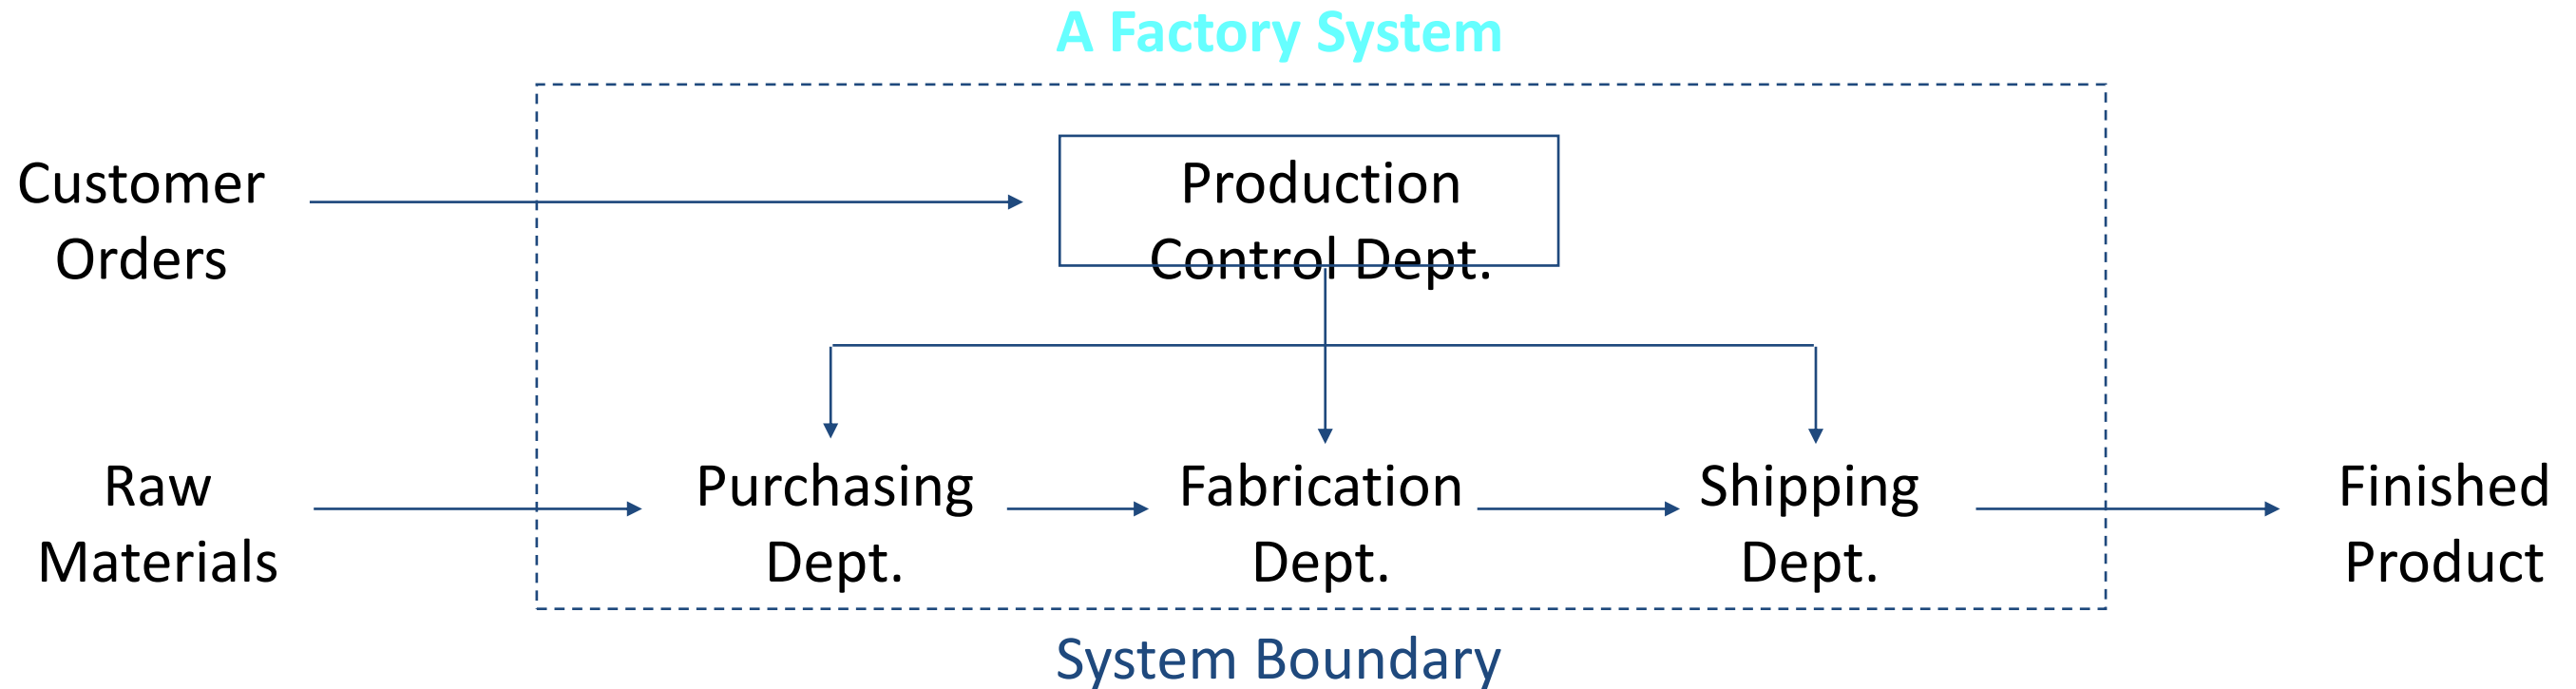 A Factory System
Customer
Orders
Production
Control Dept.
Raw
Materials
Purchasing
Dept.
Fabrication
Dept.
Shipping
Dept.
Finished
Product
System Boundary